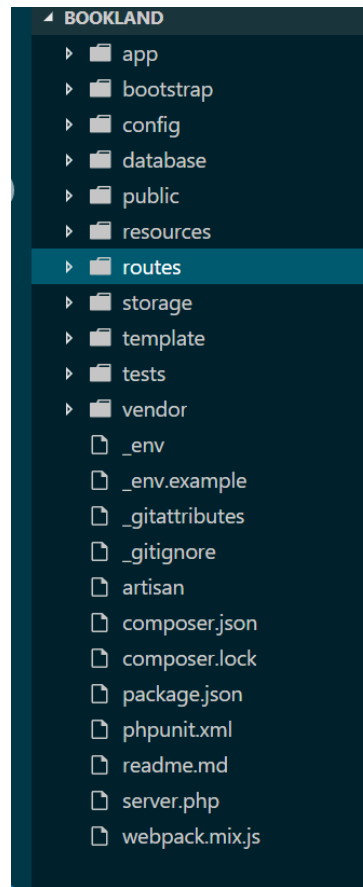 BOOKLAND
app
bootstrap
config
database
public
resources
routes
storage
template
tests
vendor
_env
_env.example
_gitattributes
_gitignore
artisan
composer.json
composer.lock
package.json
phpunit.xml
readme.md
server.php
webpack.mix.js